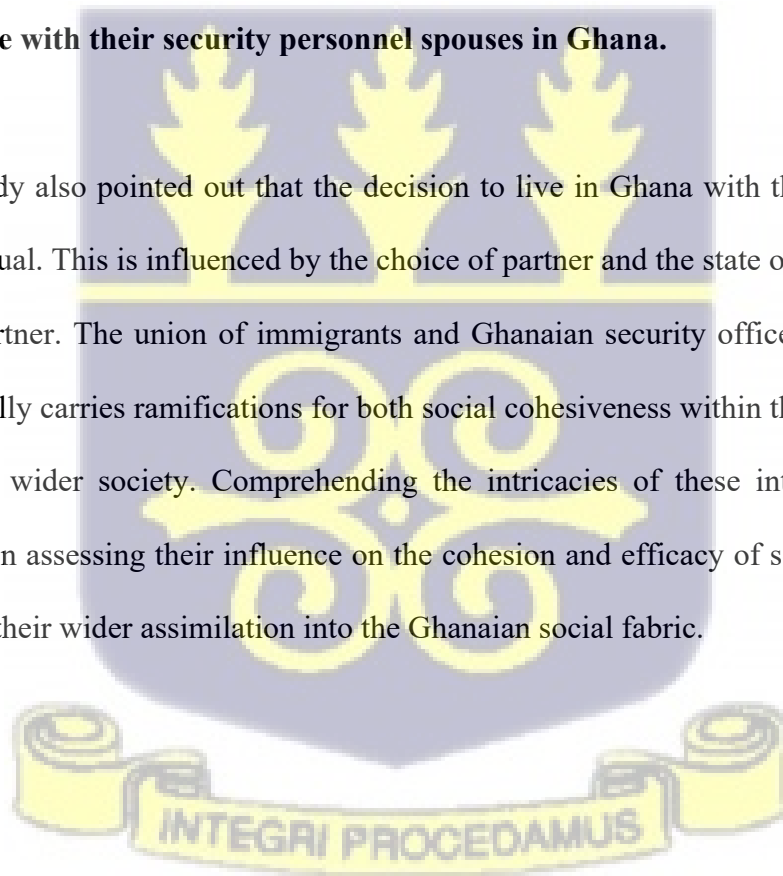 e with their security personnel spouses in Ghana.
dy also pointed out that the decision to live in Ghana with th
ual. This is influenced by the choice of partner and the state o
rtner. The union of immigrants and Ghanaian security office
lly carries ramifications for both social cohesiveness within th
wider society. Comprehending the intricacies of these int
n assessing their influence on the cohesion and efficacy of s
their wider assimilation into the Ghanaian social fabric.
INTEGRI PROCEDAMUS